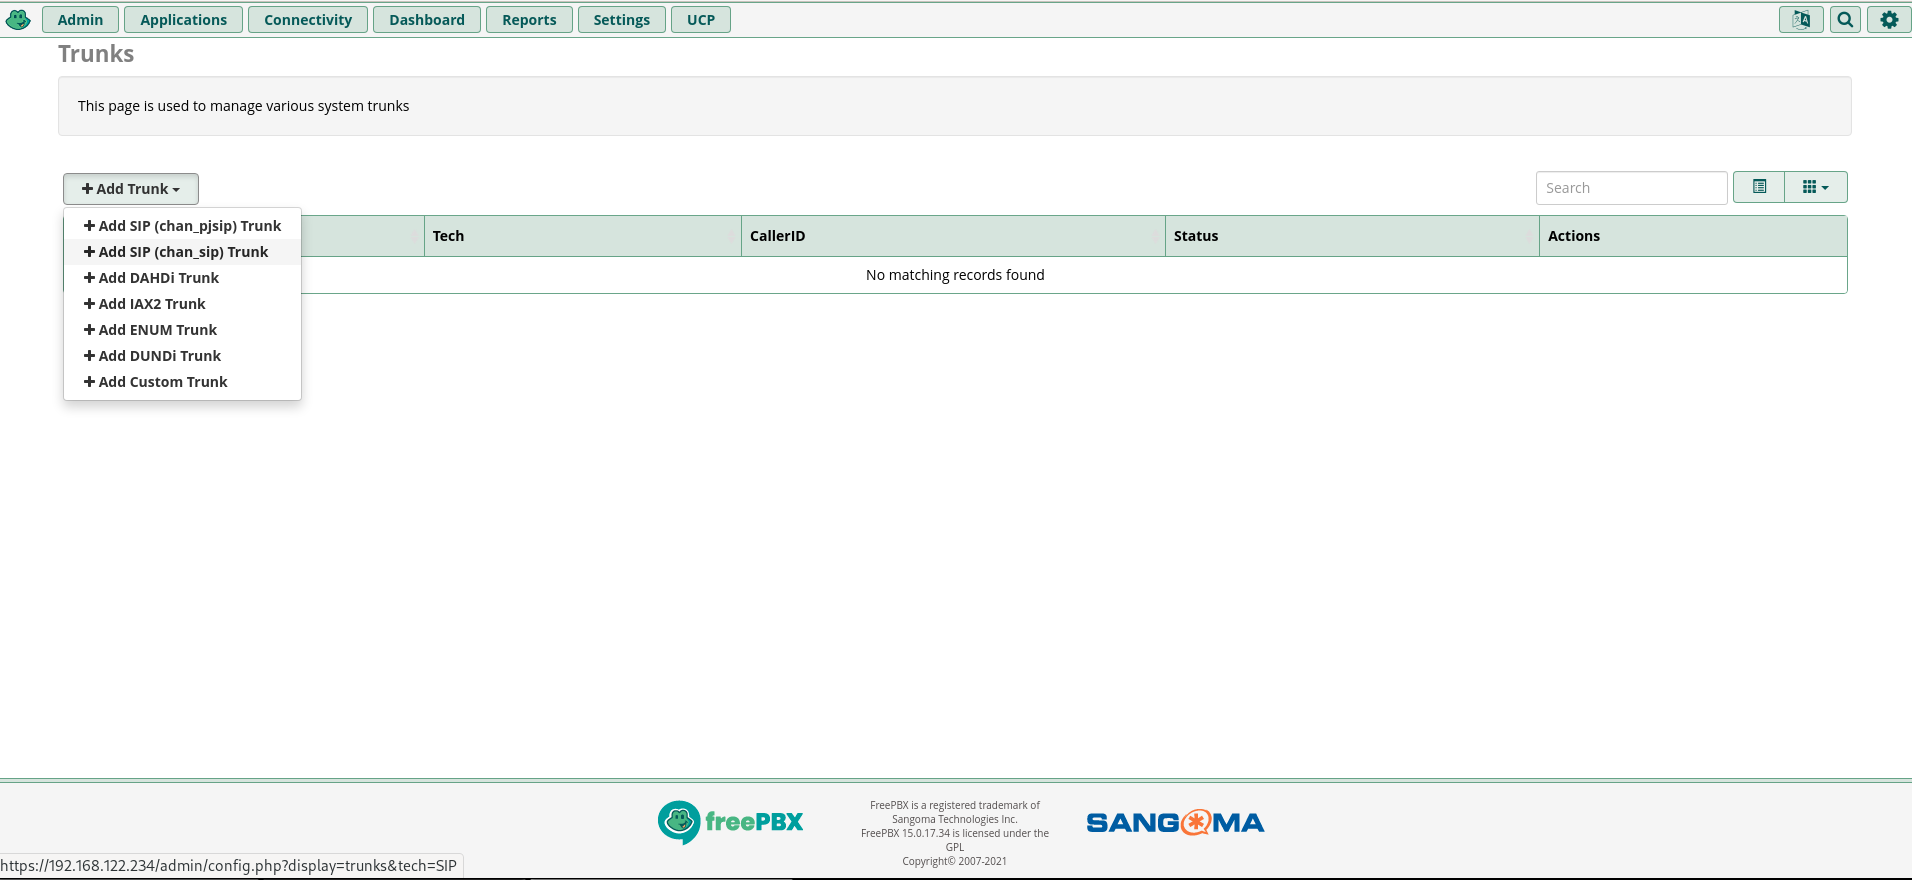 Admin Applications Connectivity Dashboard Reports Settings UCP
Trunks
This page is used to manage various system trunks
Add Trunk
Search
Add SIP (chan_pjsip) Trunk
Add SIP (chan_sip) Trunk
Add DAHDi Trunk
Add IAX2 Trunk
Add ENUM Trunk
Add DUNDi Trunk
Add Custom Trunk
Tech CallerID Status Actions
No matching records found
freePBX
FreePBX is a registered trademark of
Sangoma Technologies Inc.
FreePBX 15.0.17.34 is licensed under the
GPL
Copyright© 2007-2021
SANGOMA
https://192.168.122.234/admin/config.php?display=trunks&tech=SIP